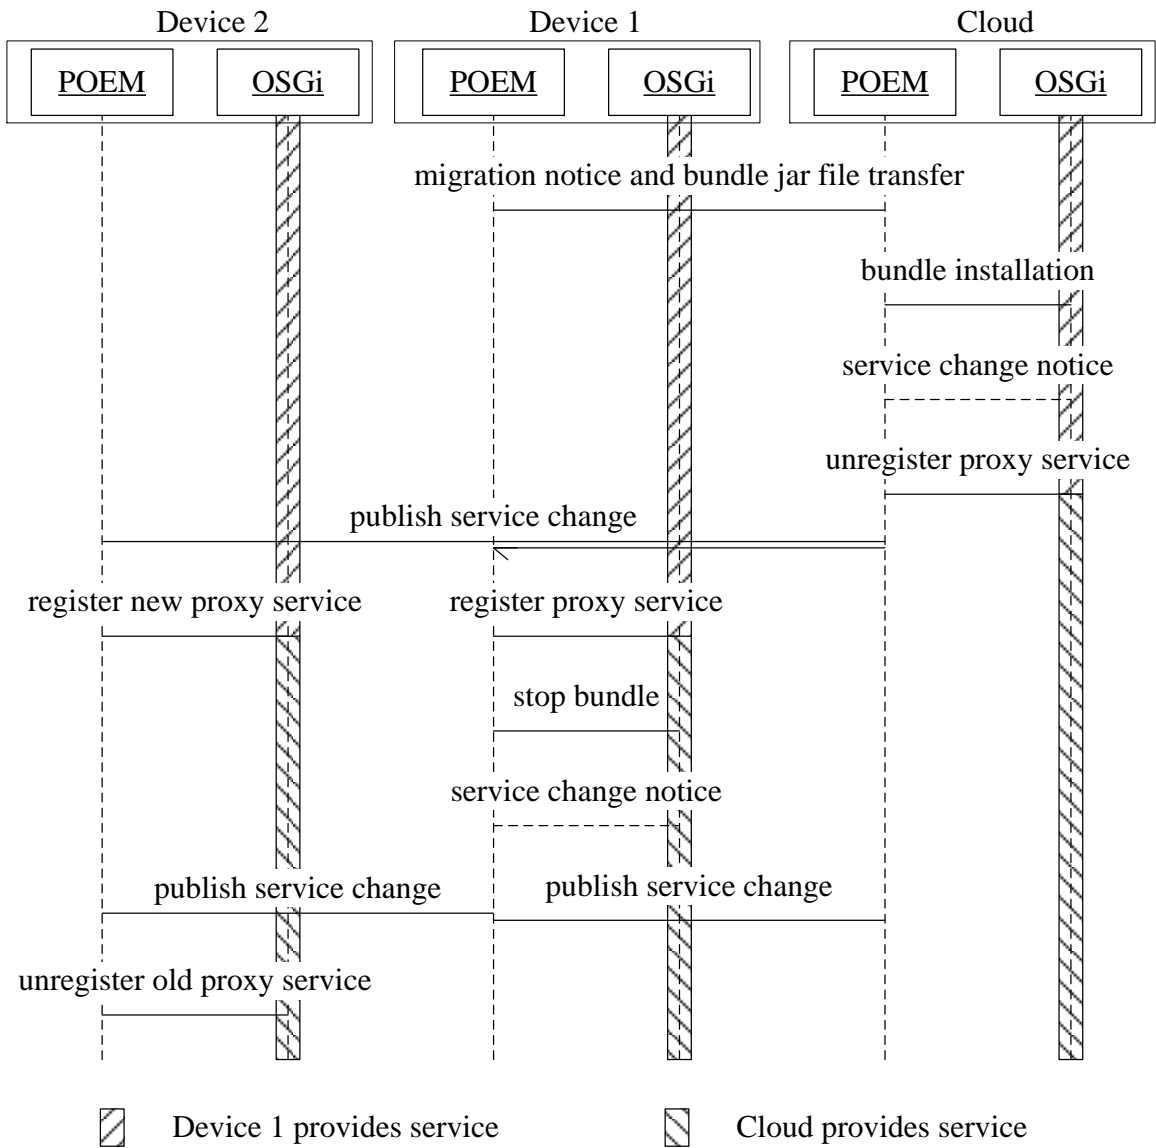 Device 2
Device 1
Cloud
POEM
OSGi
POEM
OSGi
POEM
OSGi
migration notice and bundle jar file transfer
bundle installation
service change notice
unregister proxy service
publish service change
register new proxy service
register proxy service
stop bundle
service change notice
publish service change
publish service change
unregister old proxy service
Device 1 provides service
Cloud provides service